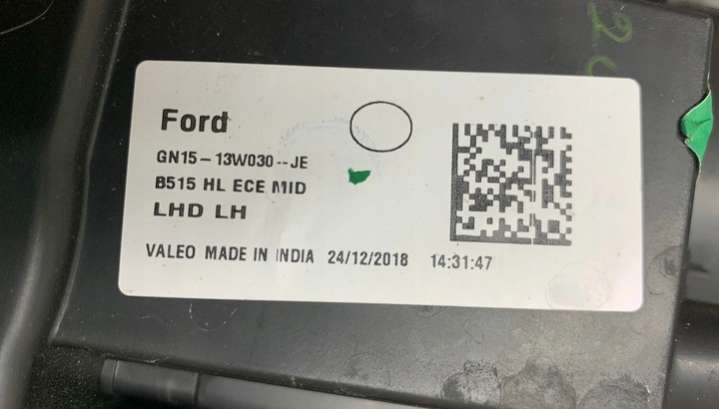 Ford
GN15-13W030--JE
B515 HL ECE MID
LHD LH
VALEO MADE IN INDIA 24/12/2018 14:31:47